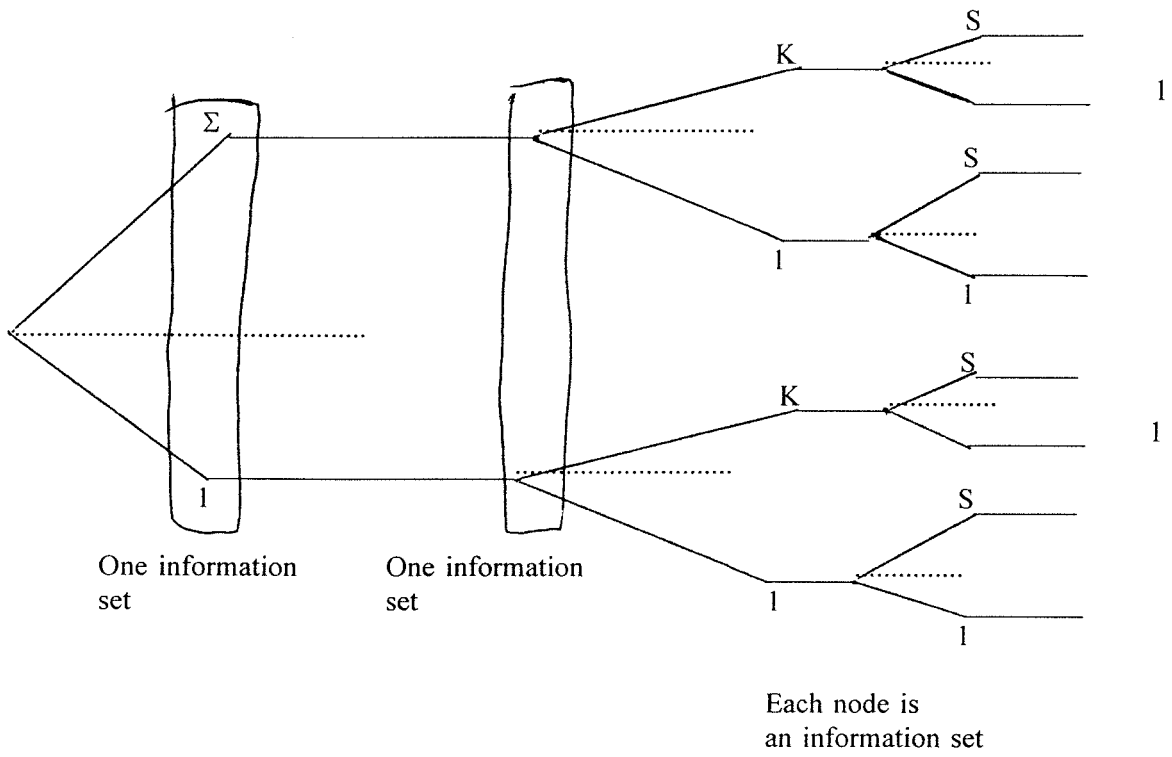 S
K
1
Σ
S
1
1
S
K
1
1
S
One information
set
One information
set
1
1
Each node is
an information set